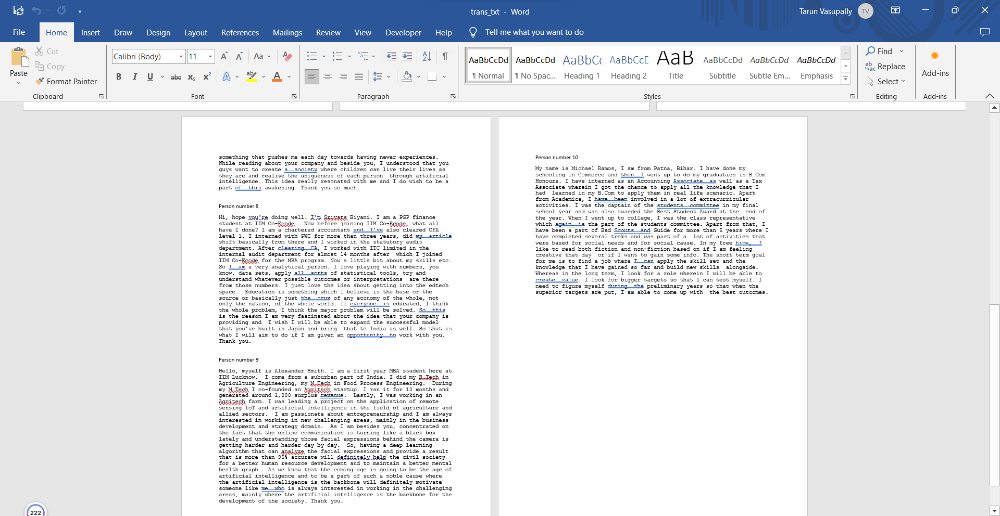 trans_txt - Word
Tarun Vasupally
TV
File
Home
Insert
Draw
Design
Layout
References
Mailings
Review
View
Developer
Help
Tell me what you want to do
Paste
Cut
Copy
Format Painter
Clipboard
Calibri (Body)
11
Aa
B I U abc x₂ x² A A
Font
Paragraph
AaBbCcDd
¶ Normal
AaBbCcDd
¶ No Spac...
AaBbCc
Heading 1
AaBbCcD
Heading 2
AaB
Title
AaBbCcDd
Subtitle
AaBbCcDd
Subtle Em...
AaBbCcDd
Emphasis
Styles
Find
Replace
Select
Editing
Add-ins
Add-ins
something that pushes me each day towards having newer experiences.
While reading about your company and beside you, I understood that you
guys want to create a  society where children can live their lives as
they are and realize the uniqueness of each person  through artificial
intelligence. This idea really resonated with me and I do wish to be a
part of  this awakening. Thank you so much.
Person number 8
Hi, hope you're doing well. I'm Srivats Biyani. I am a PGP finance
student at IIM Co-Ecode.  Now before joining IIM Co-Ecode, what all
have I done? I am a chartered accountant and  I've also cleared CFA
level 1. I interned with PWC for more than three years, did my  article
shift basically from there and I worked in the statutory audit
department. After clearing  CA, I worked with ITC limited in the
internal audit department for almost 14 months after  which I joined
IIM Co-Ecode for the MBA program. Now a little bit about my skills etc.
So I  am a very analytical person. I love playing with numbers, you
know, data sets, apply all  sorts of statistical tools, try and
understand whatever possible outcomes or interpretations  are there
from those numbers. I just love the idea about getting into the edtech
space.  Education is something which I believe is the base or the
source or basically just the  crux of any economy of the whole, not
only the nation, of the whole world. If everyone  is educated, I think
the whole problem, I think the major problem will be solved. So  this
is the reason I am very fascinated about the idea that your company is
providing and  I wish I will be able to expand the successful model
that you've built in Japan and bring  that to India as well. So that is
what I will aim to do if I am given an opportunity  to work with you.
Thank you.
Person number 9
Hello, myself is Alexander Smith. I am a first year MBA student here at
IIM Lucknow.  I come from a suburban part of India. I did my B.Tech in
Agriculture Engineering, my M.Tech in Food Process Engineering.  During
my M.Tech I co-founded an Agritech startup. I ran it for 10 months and
generated around 1,000 surplus revenue.  Lastly, I was working in an
Agritech farm. I was leading a project on the application of remote
sensing IoT and artificial intelligence in the field of agriculture and
allied sectors.  I am passionate about entrepreneurship and I am always
interested in working in new challenging areas, mainly in the business
development and strategy domain.  As I am besides you, concentrated on
the fact that the online communication is turning like a black box
lately and understanding those facial expressions behind the camera is
getting harder and harder day by day.  So, having a deep learning
algorithm that can analyze the facial expressions and provide a result
that is more than 95% accurate will definitely help the civil society
for a better human resource development and to maintain a better mental
health graph.  As we know that the coming age is going to be the age of
artificial intelligence and to be a part of such a noble cause where
the artificial intelligence is the backbone will definitely motivate
someone like me  who is always interested in working in the challenging
areas, mainly where the artificial intelligence is the backbone for the
development of the society. Thank you.
Person number 10
My name is Michael Ramos, I am from Patna, Bihar. I have done my
schooling in Commerce and then  I went up to do my graduation in B.Com
Honours. I have interned as an Accounting Associate  as well as a Tax
Associate wherein I got the chance to apply all the knowledge that I
had  learned in my B.Com to apply them in real life scenario. Apart
from Academics, I have  been involved in a lot of extracurricular
activities. I was the captain of the students  committee in my final
school year and was also awarded the Best Student Award at the  end of
the year. When I went up to college, I was the class representative
which again  is the part of the students committee. Apart from that, I
have been a part of Bad Scouts  and Guide for more than 5 years where I
have completed several treks and was part of a  lot of activities that
were based for social needs and for social cause. In my free time,  I
like to read both fiction and non-fiction based on if I am feeling
creative that day  or if I want to gain some info. The short term goal
for me is to find a job where I  can apply the skill set and the
knowledge that I have gained so far and build new skills  alongside.
Whereas in the long term, I look for a role wherein I will be able to
create  value. I look for bigger targets so that I can test myself. I
need to figure myself during  the preliminary years so that when the
superior targets are put, I am able to come up with  the best outcomes.
222